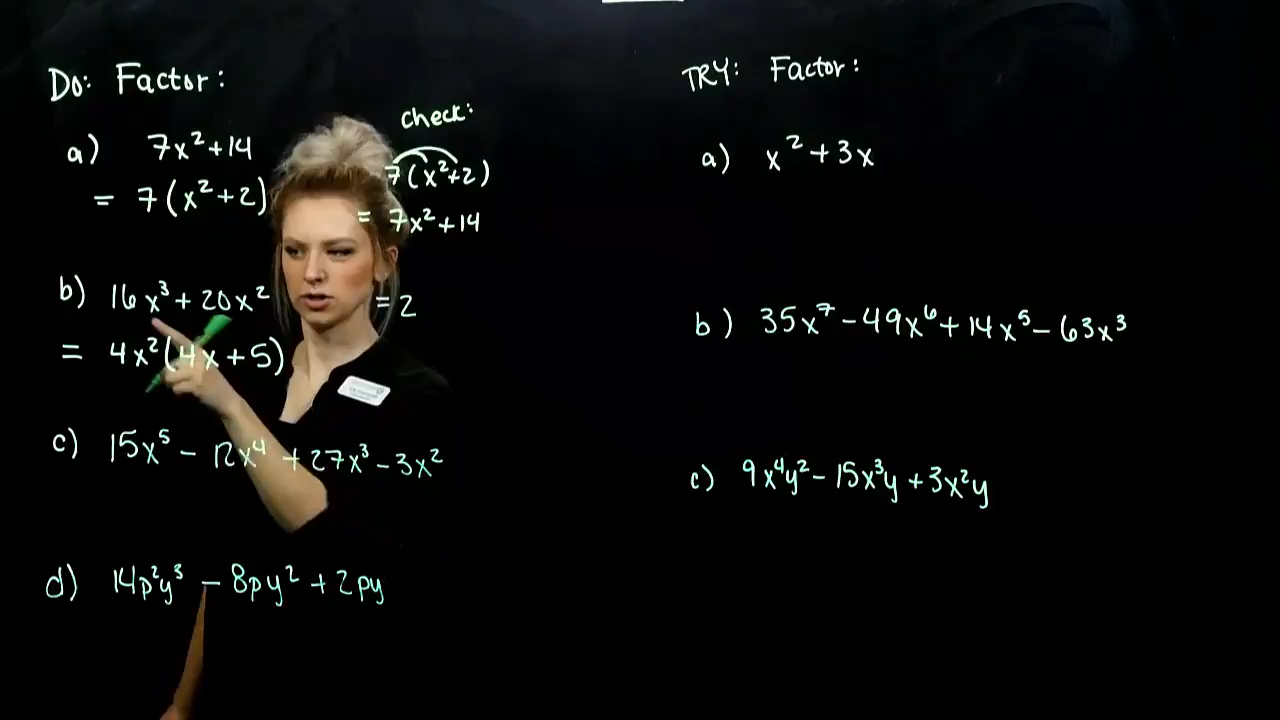 Do: Factor:
check:
a) 7x² + 14
= 7(x² + 2)
7(x²+2)
= 7x² + 14
b) 16x³ + 20x²
= 2
= 4x²(4x + 5)
c) 15x⁵ - 12x⁴ + 27x³ - 3x²
d) 14p²y³ - 8py² + 2py
TRY: Factor:
a) x² + 3x
b) 35x⁷ - 49x⁶ + 14x⁵ - 63x³
c) 9x⁴y² - 15x³y + 3x²y